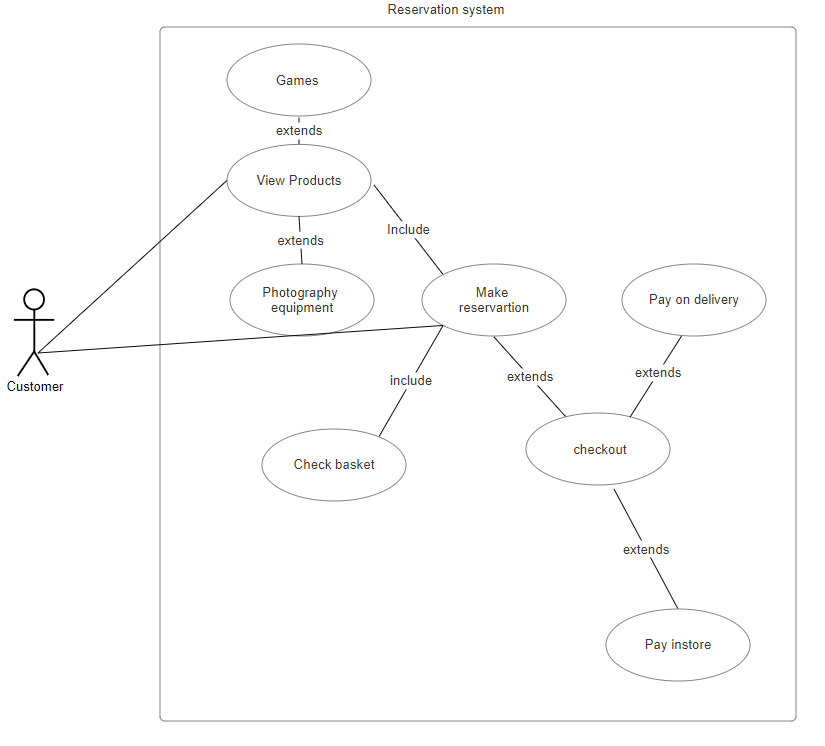 Reservation system
Games
extends
View Products
Include
extends
Photography
equipment
Make
reservartion
Pay on delivery
Customer
include
extends
extends
Check basket
checkout
extends
Pay instore